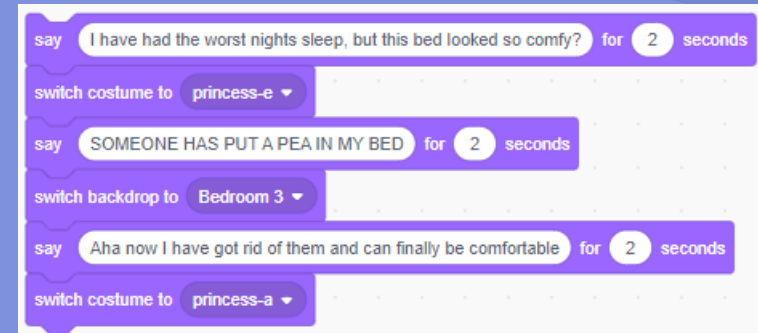 say I have had the worst nights sleep, but this bed looked so comfy? for 2 seconds
switch costume to princess-e
say SOMEONE HAS PUT A PEA IN MY BED for 2 seconds
switch backdrop to Bedroom 3
say Aha now I have got rid of them and can finally be comfortable for 2 seconds
switch costume to princess-a